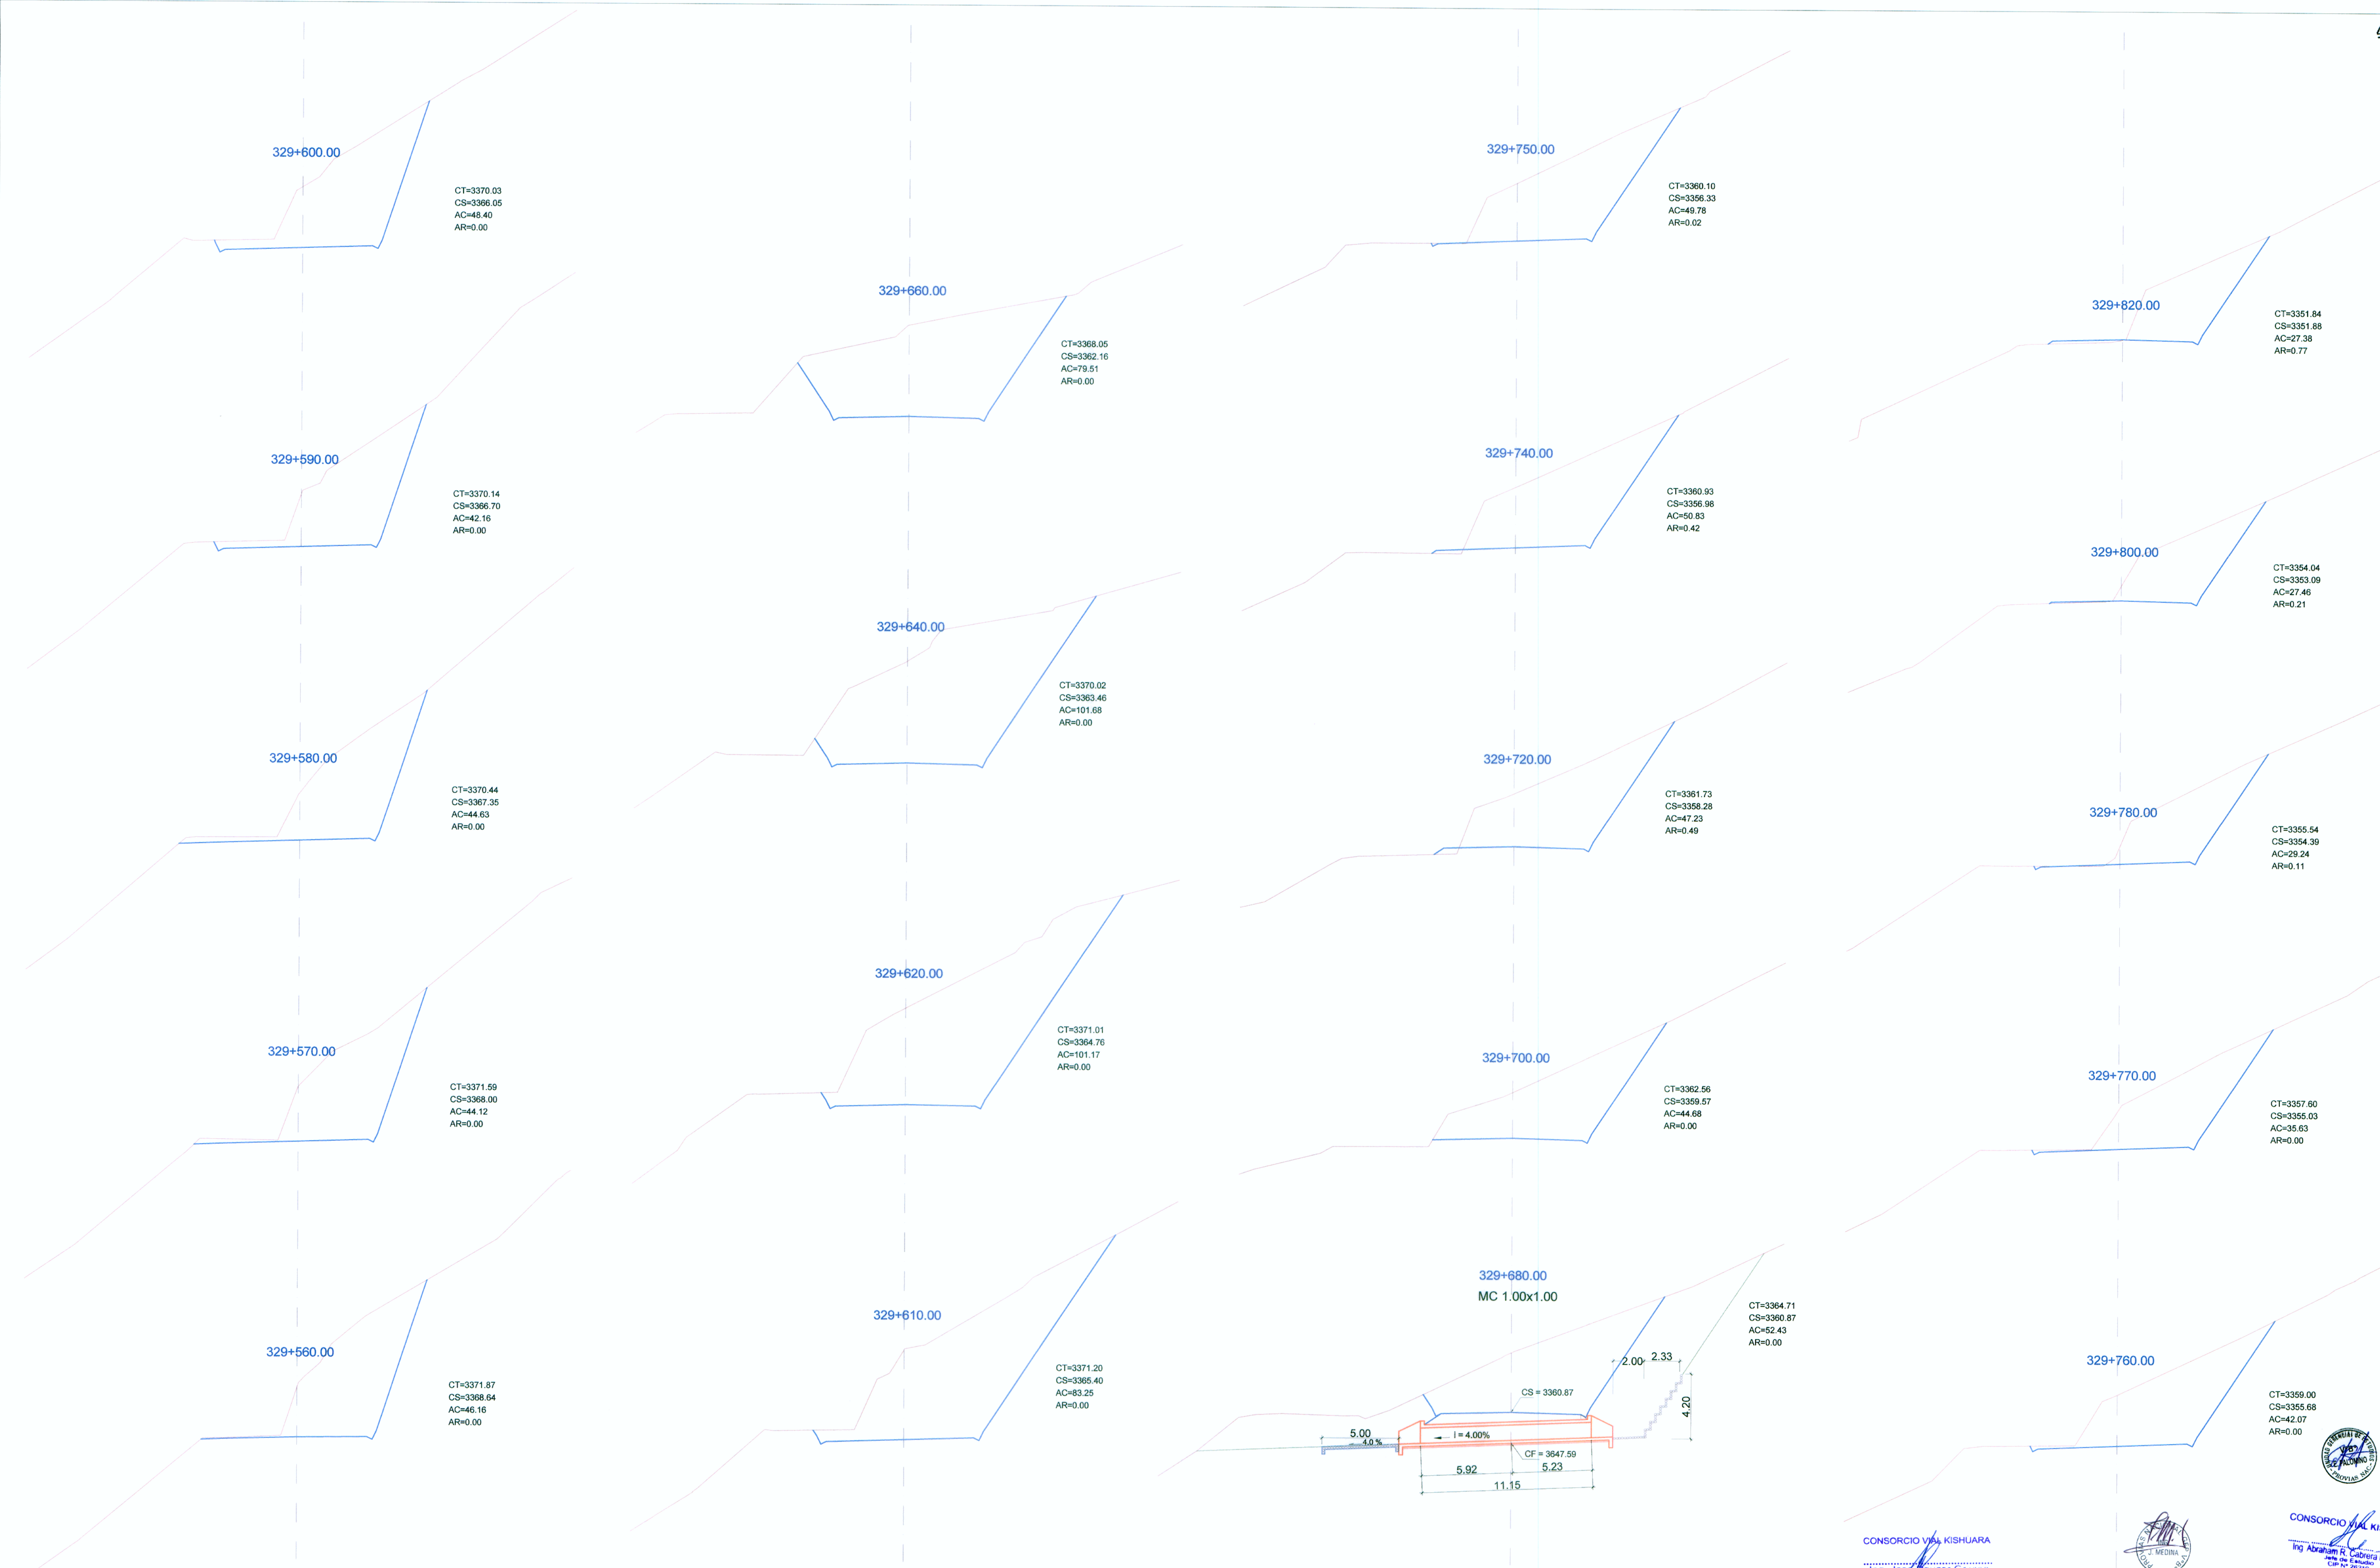 329+600.00
CT=3370.03
CS=3366.05
AC=48.40
AR=0.00
329+590.00
CT=3370.14
CS=3366.70
AC=42.16
AR=0.00
329+580.00
CT=3370.44
CS=3367.35
AC=44.63
AR=0.00
329+570.00
CT=3371.59
CS=3368.00
AC=44.12
AR=0.00
329+560.00
CT=3371.87
CS=3368.64
AC=46.16
AR=0.00
329+660.00
CT=3368.05
CS=3362.16
AC=79.51
AR=0.00
329+640.00
CT=3370.02
CS=3363.46
AC=101.68
AR=0.00
329+620.00
CT=3371.01
CS=3364.76
AC=101.17
AR=0.00
329+610.00
CT=3371.20
CS=3365.40
AC=83.25
AR=0.00
329+750.00
CT=3360.10
CS=3356.33
AC=49.78
AR=0.02
329+740.00
CT=3360.93
CS=3356.98
AC=50.83
AR=0.42
329+720.00
CT=3361.73
CS=3358.28
AC=47.23
AR=0.49
329+700.00
CT=3362.56
CS=3359.57
AC=44.68
AR=0.00
329+680.00
MC 1.00x1.00
CT=3364.71
CS=3360.87
AC=52.43
AR=0.00
2.00
2.33
CS = 3360.87
4.20
5.00
4.0 %
i = 4.00%
CF = 3647.59
5.92
5.23
11.15
329+820.00
CT=3351.84
CS=3351.88
AC=27.38
AR=0.77
329+800.00
CT=3354.04
CS=3353.09
AC=27.46
AR=0.21
329+780.00
CT=3355.54
CS=3354.39
AC=29.24
AR=0.11
329+770.00
CT=3357.60
CS=3355.03
AC=35.63
AR=0.00
329+760.00
CT=3359.00
CS=3355.68
AC=42.07
AR=0.00
CONSORCIO VIAL KISHUARA
J. MEDINA
CONSORCIO VIAL KI
Ing Abraham R. Cabrera
Jefe de Estudio